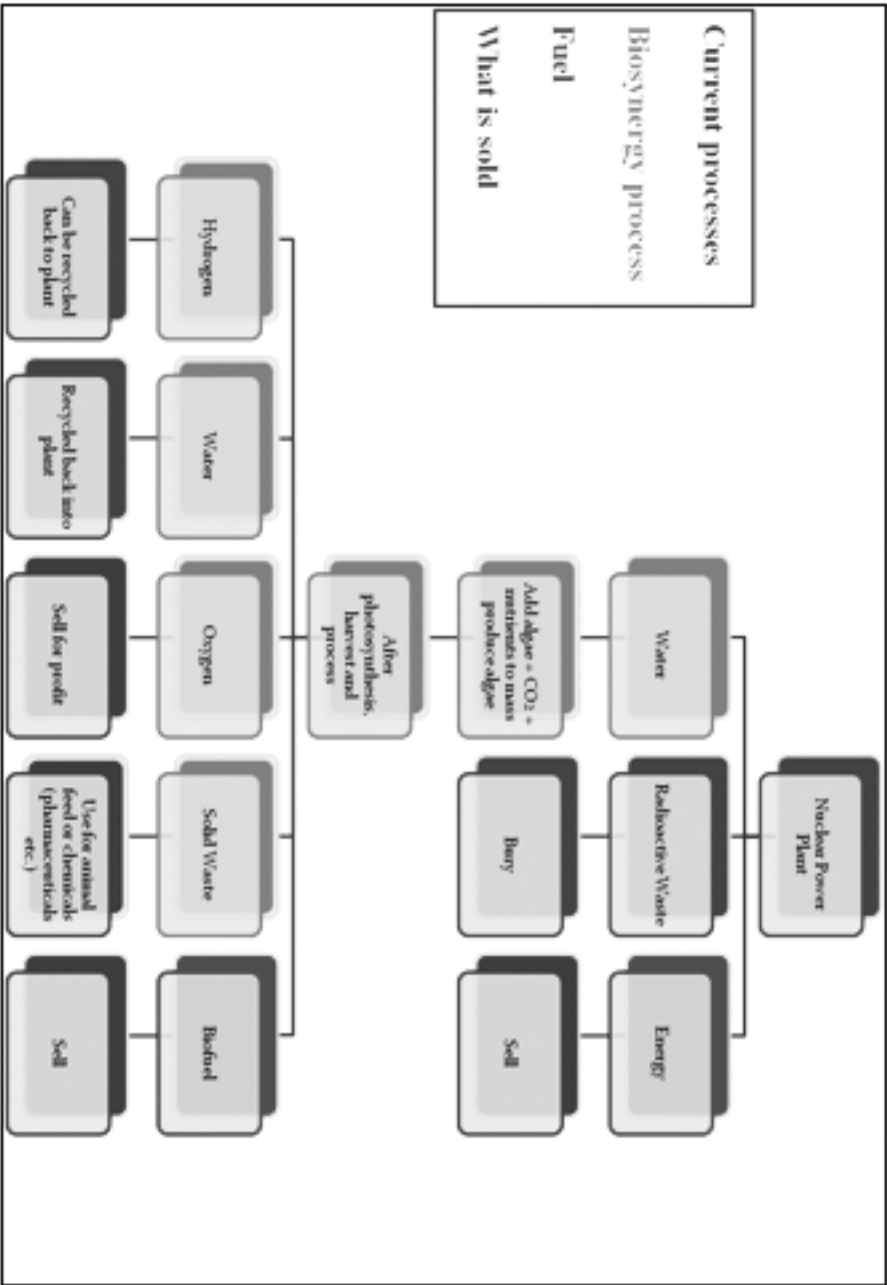 Current processes
Biosynergy process
Fuel
What is sold
Nuclear Power
Plant
Water
Radioactive Waste
Energy
Add algae + CO₂ +
nutrients to mass
produce algae
Bury
Sell
After
photosynthesis,
harvest and
process
Hydrogen
Water
Oxygen
Solid Waste
Biofuel
Can be recycled
back to plant
Recycled back into
plant
Sell for profit
Use for animal
feed or chemicals
(pharmaceuticals
etc.)
Sell